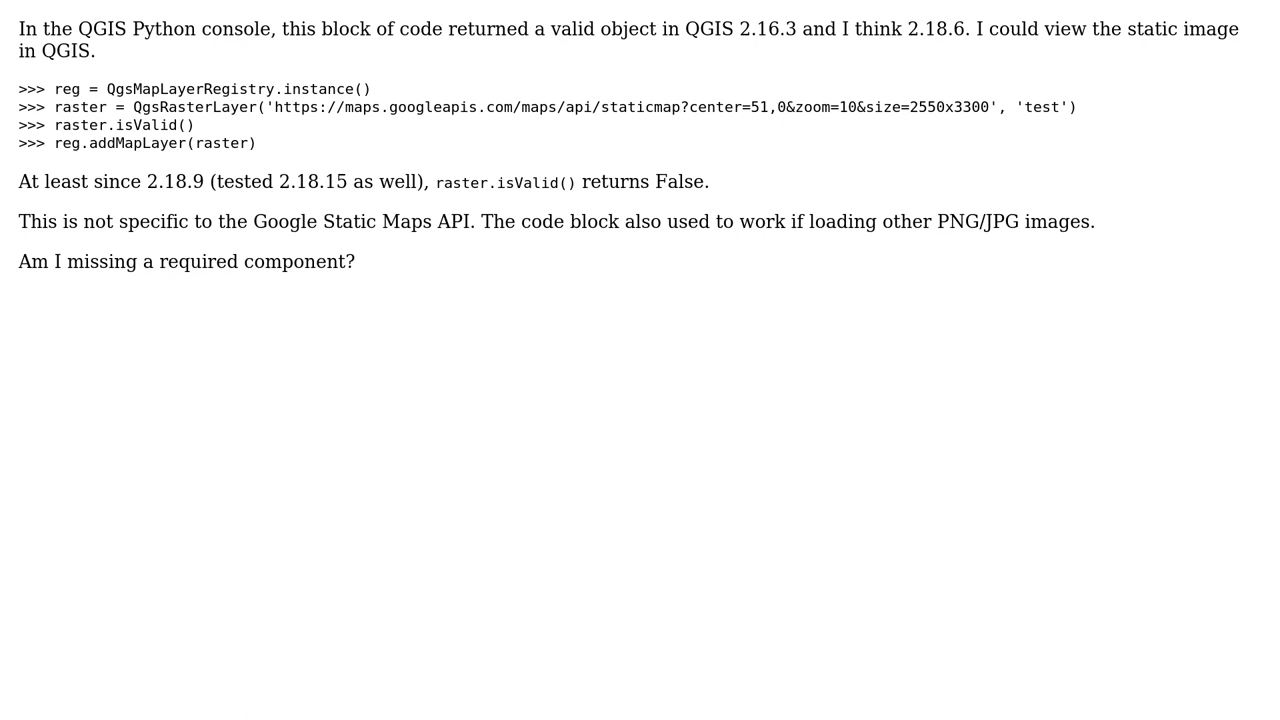 In the QGIS Python console, this block of code returned a valid object in QGIS 2.16.3 and I think 2.18.6. I could view the static image
in QGIS.
>>> reg = QgsMapLayerRegistry.instance()
>>> raster = QgsRasterLayer('https://maps.googleapis.com/maps/api/staticmap?center=51,0&zoom=10&size=2550x3300', 'test')
>>> raster.isValid()
>>> reg.addMapLayer(raster)
At least since 2.18.9 (tested 2.18.15 as well), raster.isValid() returns False.
This is not specific to the Google Static Maps API. The code block also used to work if loading other PNG/JPG images.
Am I missing a required component?